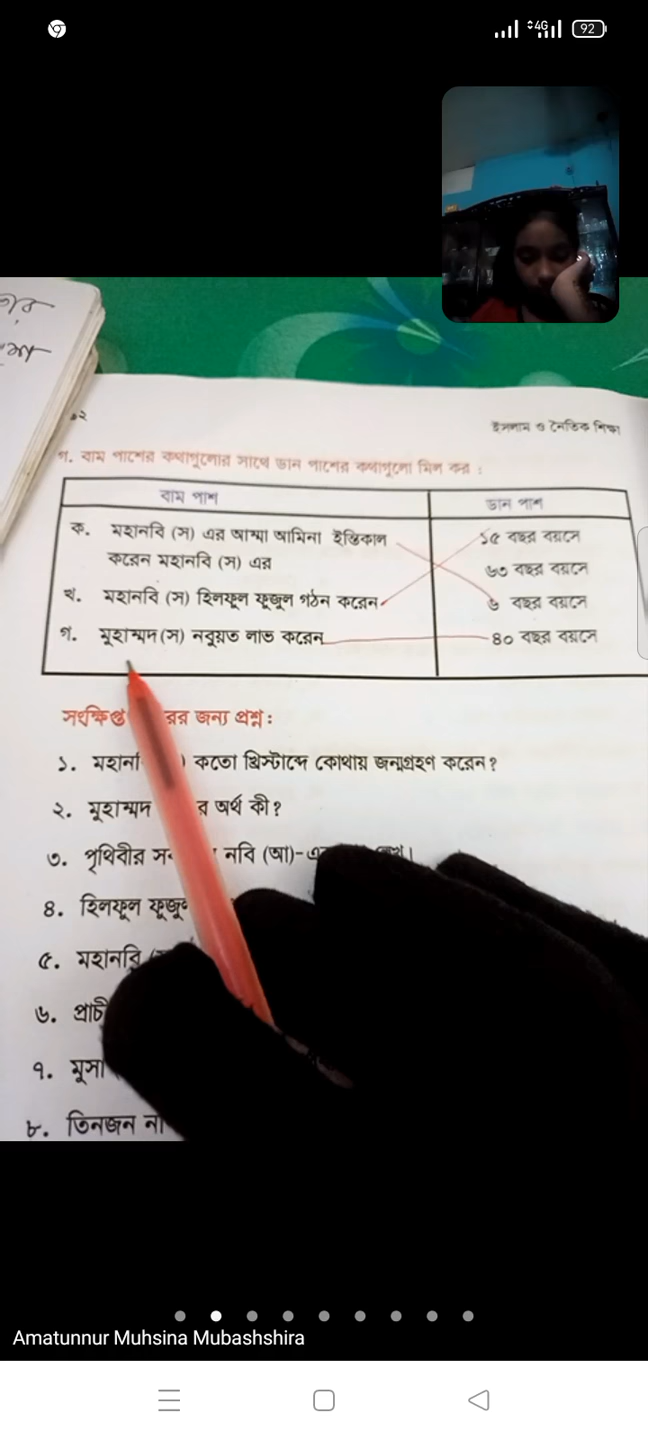 4G 92
১২
ইসলাম ও নৈতিক শিক্ষা
গ. বাম পাশের কথাগুলোর সাথে ডান পাশের কথাগুলো মিল কর :
বাম পাশ ডান পাশ
ক. মহানবি (স) এর আম্মা আমিনা ইন্তিকাল ১৫ বছর বয়সে
করেন মহানবি (স) এর ৬৩ বছর বয়সে
খ. মহানবি (স) হিলফুল ফুজুল গঠন করেন ৬ বছর বয়সে
গ. মুহাম্মদ (স) নবুয়ত লাভ করেন ৪০ বছর বয়সে
সংক্ষিপ্ত জন্য প্রশ্ন :
১. কতো খ্রিস্টাব্দে কোথায় জন্মগ্রহণ করেন?
২. মুহাম্মদ অর্থ কী?
৩. পৃথিবীর নবি (আ)-
৪. হিলফুল
৫. মহানবি
৬.
৭. মুসা
৮. তিনজন
Amatunnur Muhsina Mubashshira